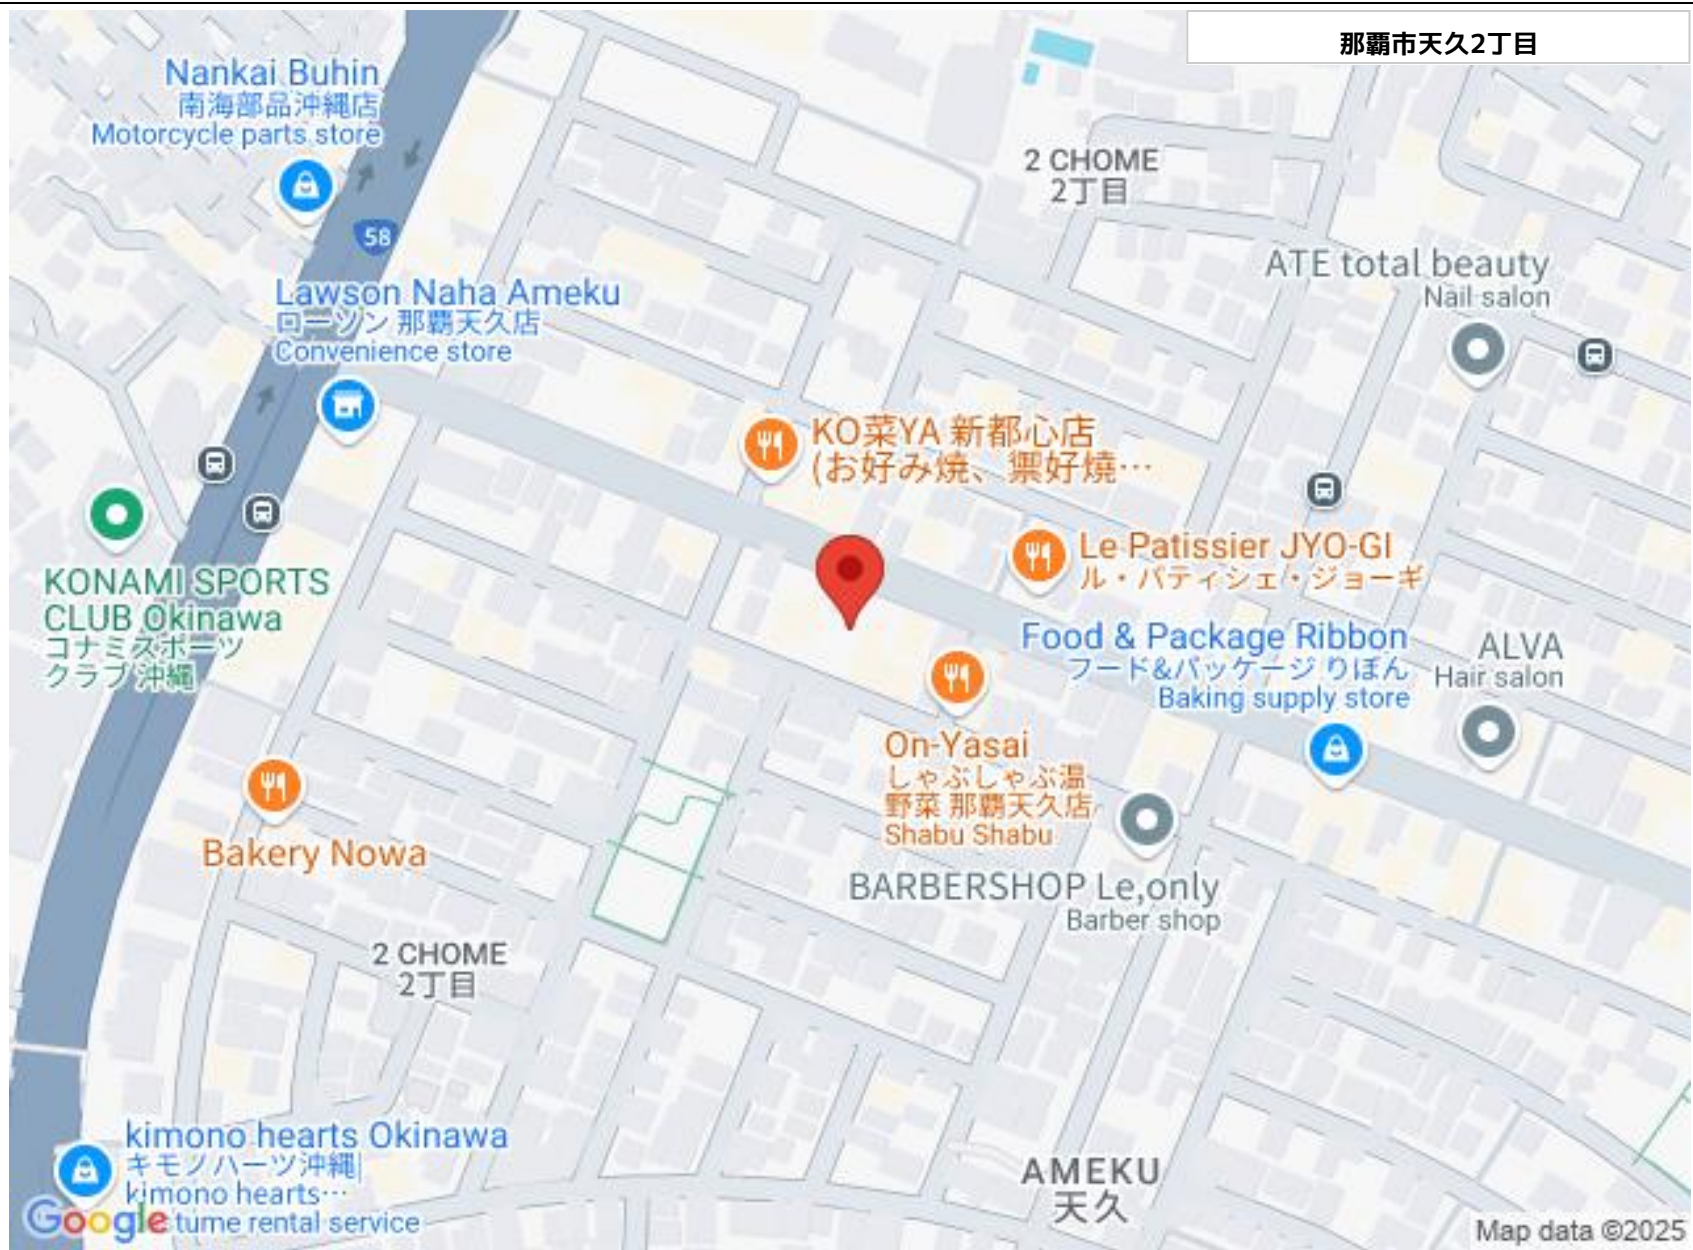 那覇市天久2丁目
Nankai Buhin
南海部品沖縄店
Motorcycle parts store
2 CHOME
2丁目
58
ATE total beauty
Nail salon
Lawson Naha Ameku
ローソン 那覇天久店
Convenience store
KO菜YA 新都心店
(お好み焼、禦好焼…
Le Patissier JYO-GI
ル・パティシェ・ジョーギ
KONAMI SPORTS
CLUB Okinawa
コナミスポーツ
クラブ沖縄
Food & Package Ribbon
フード&パッケージ りぼん
Baking supply store
ALVA
Hair salon
On-Yasai
しゃぶしゃぶ温
野菜 那覇天久店
Shabu Shabu
Bakery Nowa
BARBERSHOP Le,only
Barber shop
2 CHOME
2丁目
kimono hearts Okinawa
キモノハーツ沖縄|
kimono hearts…
tume rental service
AMEKU
天久
Google
Map data ©2025